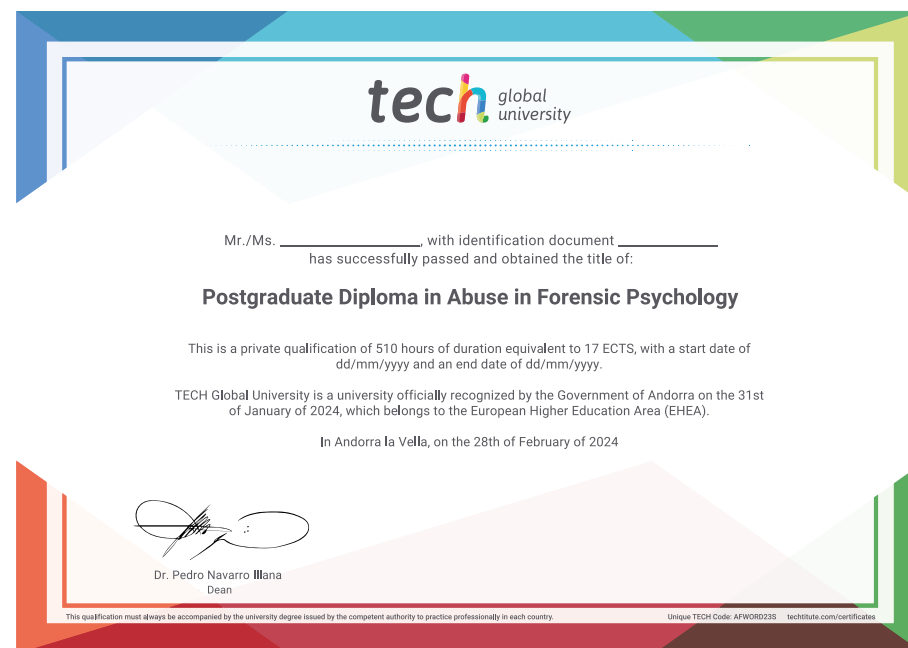 tech global university
Mr./Ms. ____________, with identification document ____________
has successfully passed and obtained the title of:
Postgraduate Diploma in Abuse in Forensic Psychology
This is a private qualification of 510 hours of duration equivalent to 17 ECTS, with a start date of
dd/mm/yyyy and an end date of dd/mm/yyyy.
TECH Global University is a university officially recognized by the Government of Andorra on the 31st
of January of 2024, which belongs to the European Higher Education Area (EHEA).
In Andorra la Vella, on the 28th of February of 2024
Dr. Pedro Navarro Illana
Dean
This qualification must always be accompanied by the university degree issued by the competent authority to practice professionally in each country.
Unique TECH Code: AFWORD23S techtitute.com/certificates